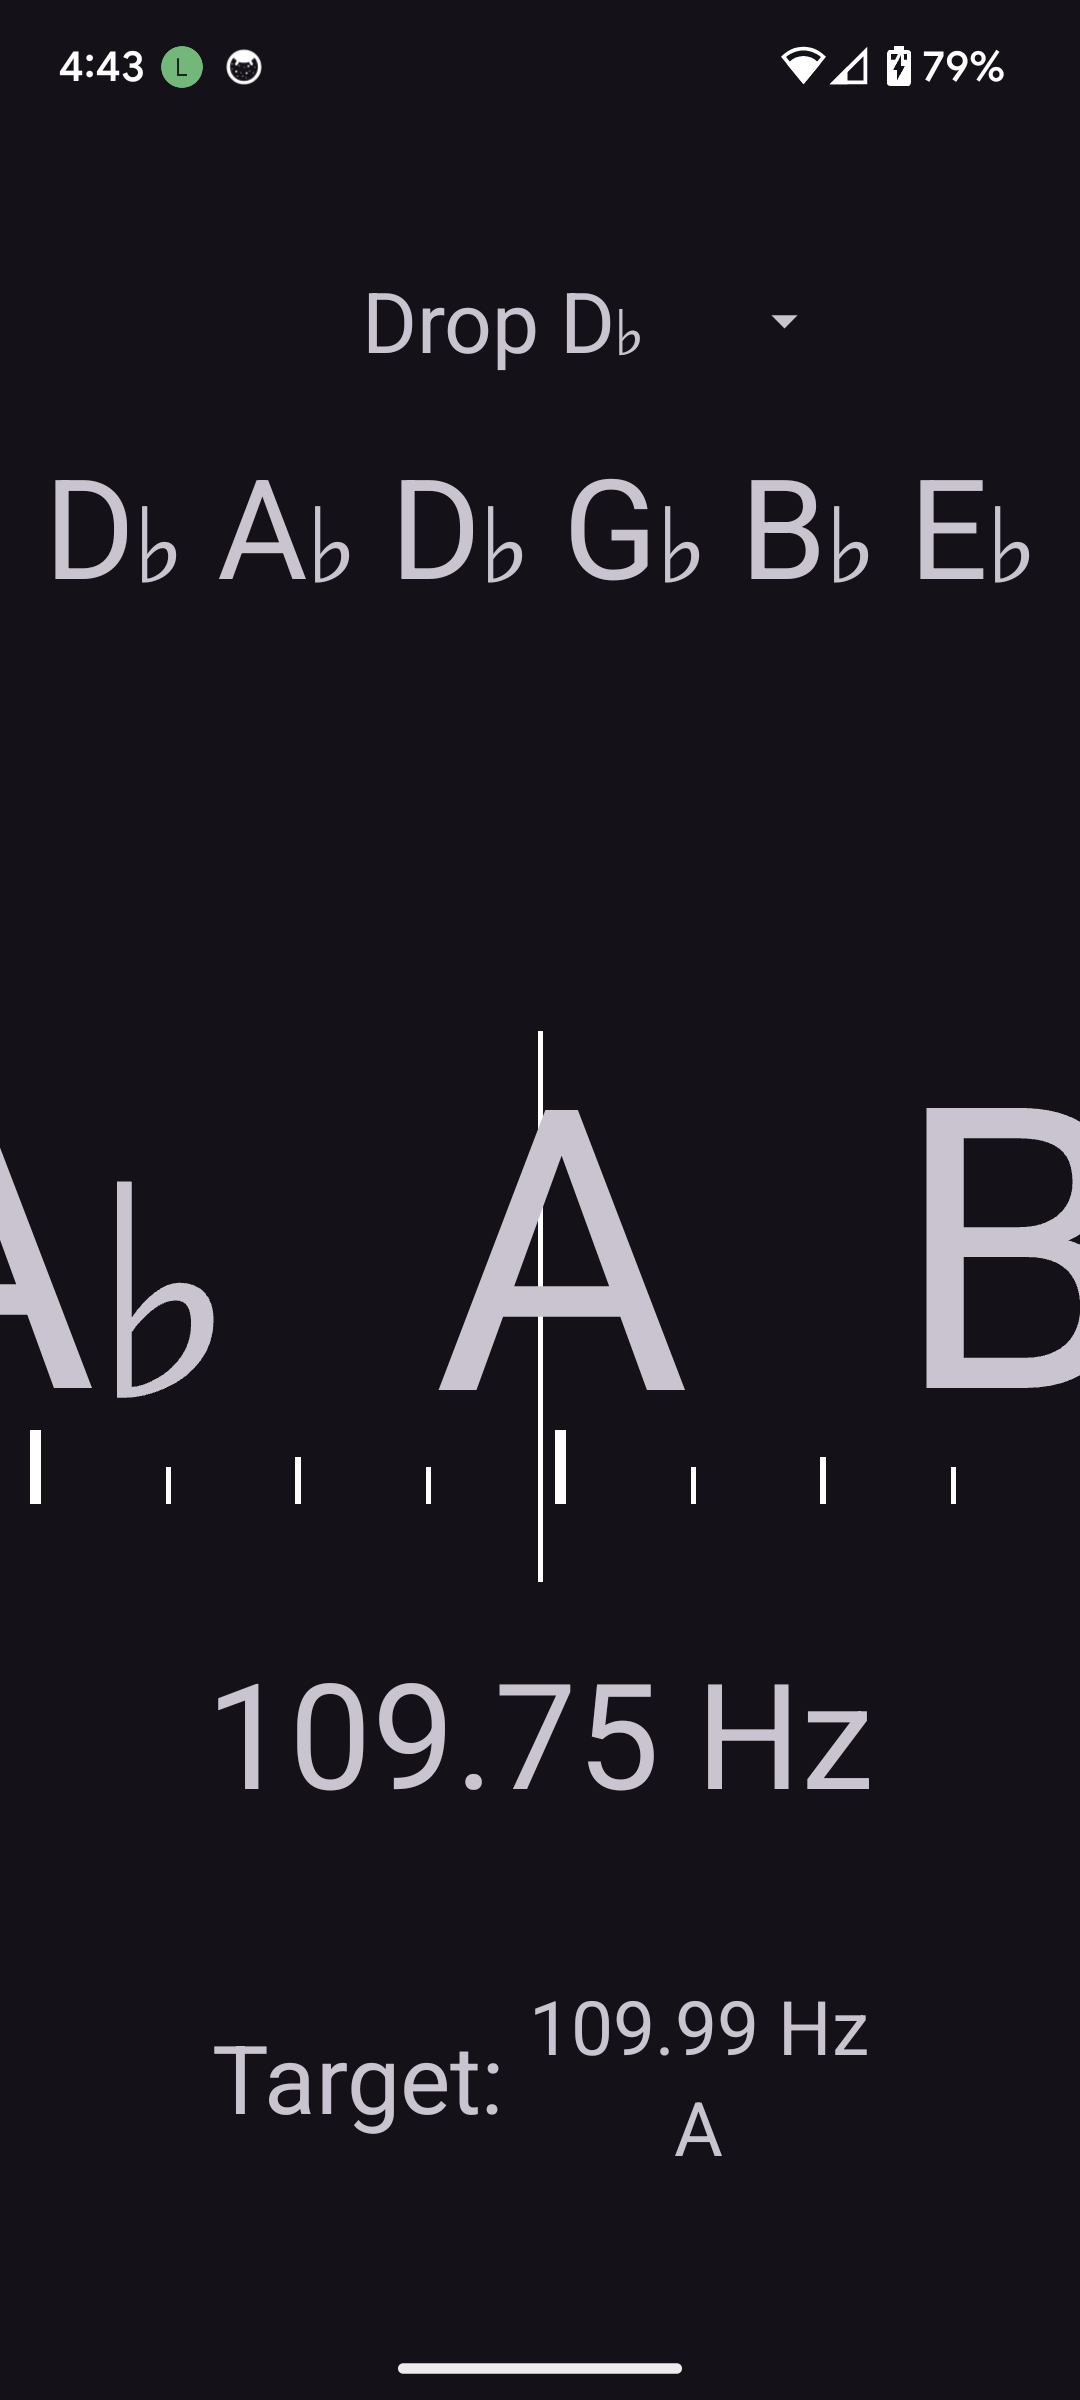 4:43 L 79%
Drop D♭
D♭ A♭ D♭ G♭ B♭ E♭
A♭ A B
109.75 Hz
Target: 109.99 Hz
A